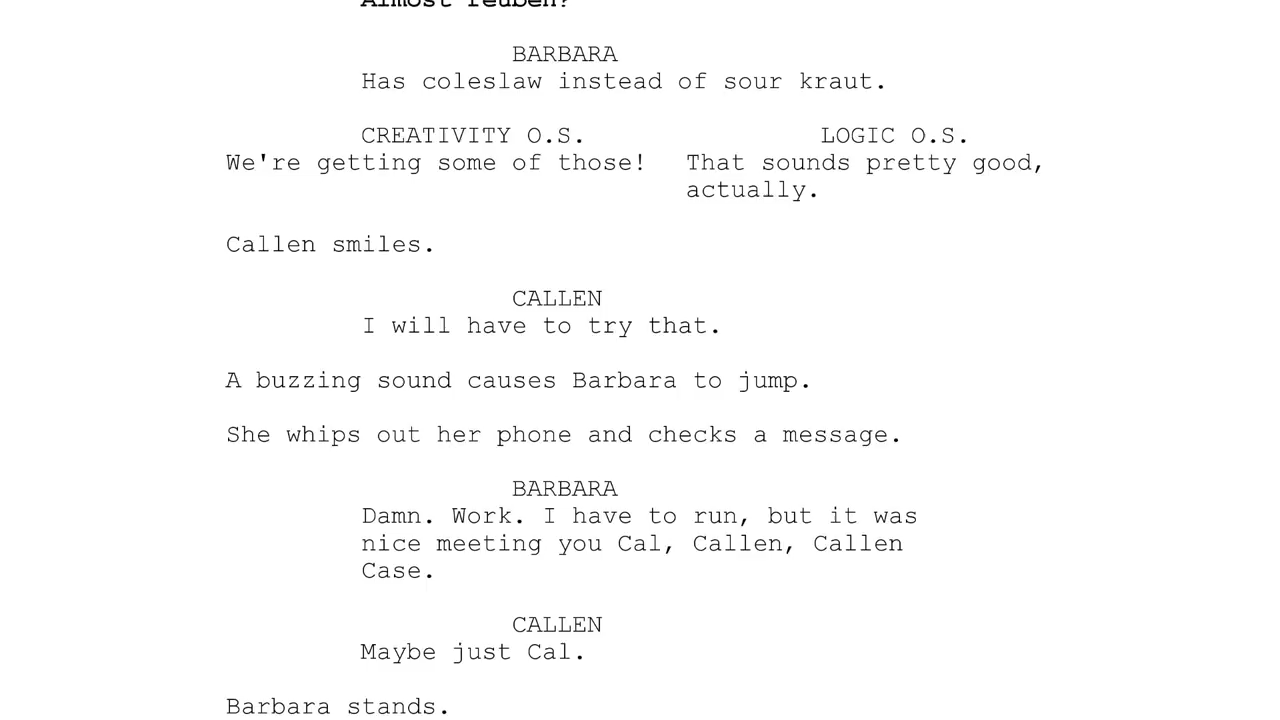 Almost reuben?
BARBARA
Has coleslaw instead of sour kraut.
CREATIVITY O.S.
We're getting some of those!
LOGIC O.S.
That sounds pretty good,
actually.
Callen smiles.
CALLEN
I will have to try that.
A buzzing sound causes Barbara to jump.
She whips out her phone and checks a message.
BARBARA
Damn. Work. I have to run, but it was
nice meeting you Cal, Callen, Callen
Case.
CALLEN
Maybe just Cal.
Barbara stands.